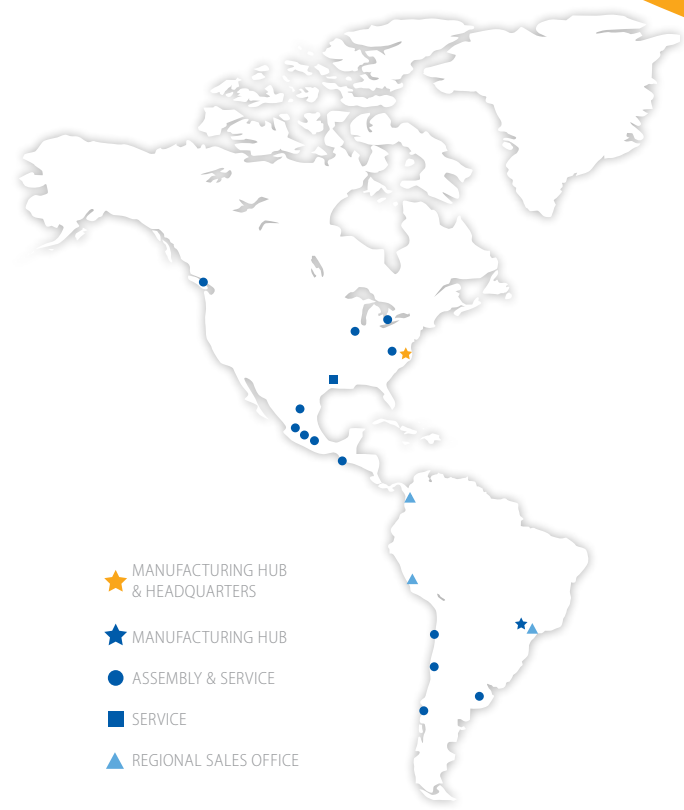 MANUFACTURING HUB
& HEADQUARTERS
MANUFACTURING HUB
ASSEMBLY & SERVICE
SERVICE
REGIONAL SALES OFFICE